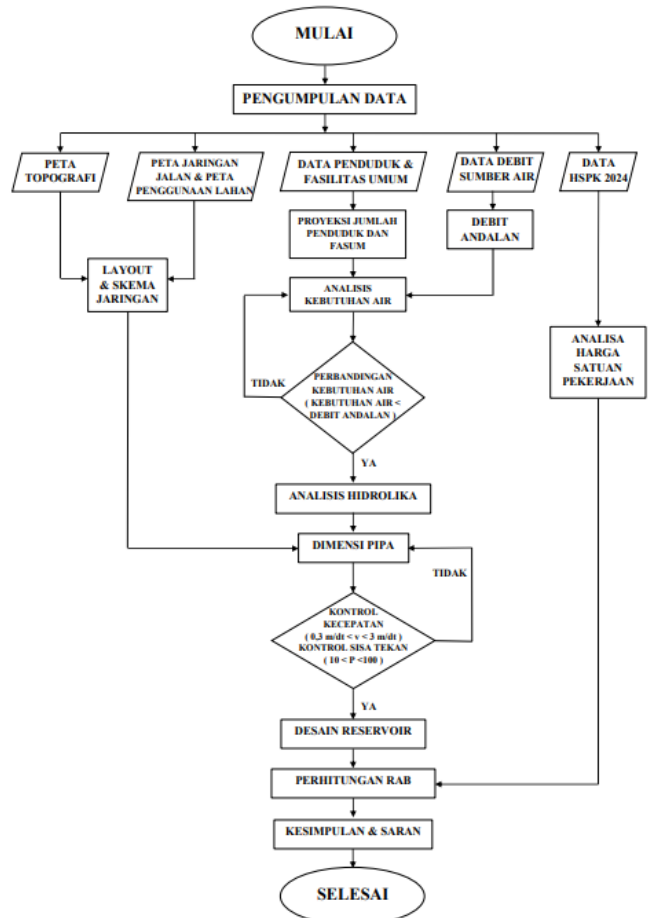 MULAI
PENGUMPULAN DATA
PETA
TOPOGRAFI
PETA JARINGAN
JALAN & PETA
PENGGUNAAN LAHAN
DATA PENDUDUK &
FASILITAS UMUM
DATA DEBIT
SUMBER AIR
DATA
HSPK 2024
PROYEKSI JUMLAH
PENDUDUK DAN
FASUM
DEBIT
ANDALAN
LAYOUT
& SKEMA
JARINGAN
ANALISIS
KEBUTUHAN AIR
ANALISA
HARGA
SATUAN
PEKERJAAN
TIDAK
PERBANDINGAN
KEBUTUHAN AIR
( KEBUTUHAN AIR <
DEBIT ANDALAN )
YA
ANALISIS HIDROLIKA
DIMENSI PIPA
TIDAK
KONTROL
KECEPATAN
( 0,3 m/dt < v < 3 m/dt )
KONTROL SISA TEKAN
( 10 < P <100 )
YA
DESAIN RESERVOIR
PERHITUNGAN RAB
KESIMPULAN & SARAN
SELESAI